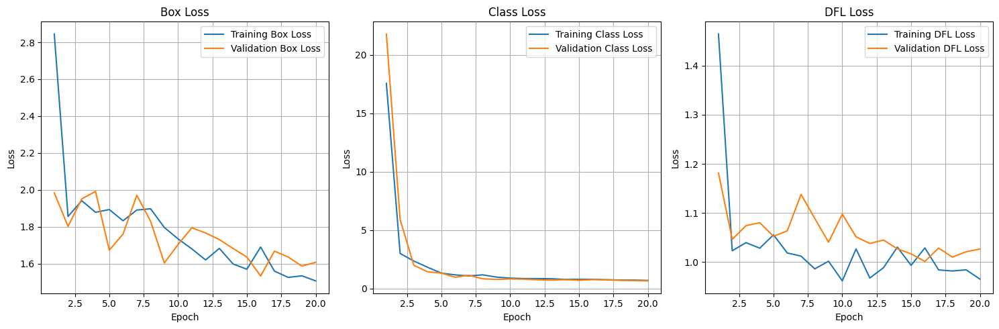 Box Loss
Training Box Loss
Validation Box Loss
2.8
2.6
2.4
2.2
2.0
1.8
1.6
Loss
2.5 5.0 7.5 10.0 12.5 15.0 17.5 20.0
Epoch
Class Loss
Training Class Loss
Validation Class Loss
20
15
10
5
0
Loss
2.5 5.0 7.5 10.0 12.5 15.0 17.5 20.0
Epoch
DFL Loss
Training DFL Loss
Validation DFL Loss
1.4
1.3
1.2
1.1
1.0
Loss
2.5 5.0 7.5 10.0 12.5 15.0 17.5 20.0
Epoch